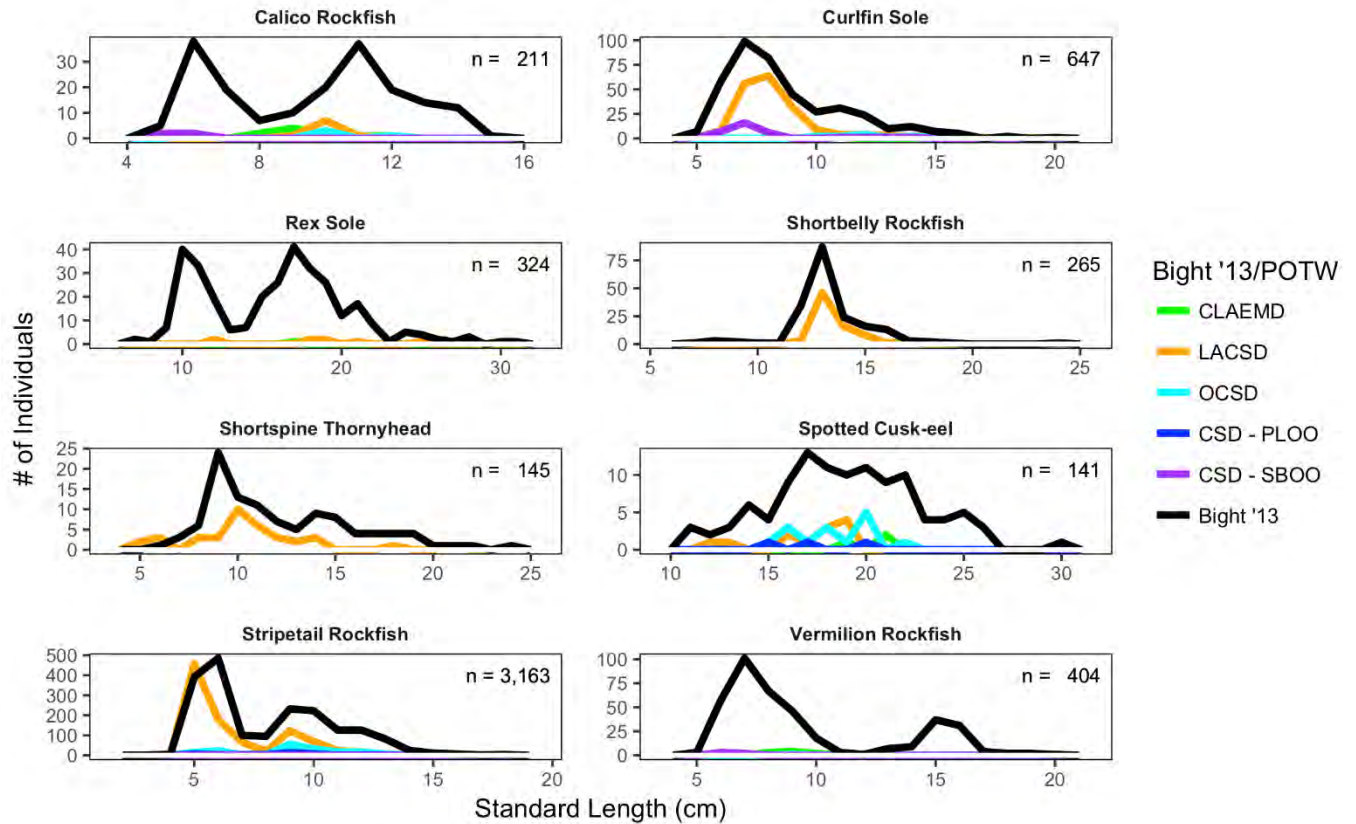 Calico Rockfish
n = 211
30
20
10
0
4 8 12 16
Curlfin Sole
n = 647
100
75
50
25
0
5 10 15 20
Rex Sole
n = 324
40
30
20
10
0
10 20 30
Shortbelly Rockfish
n = 265
75
50
25
0
5 10 15 20 25
Shortspine Thornyhead
n = 145
25
20
15
10
5
0
5 10 15 20 25
Spotted Cusk-eel
n = 141
10
5
0
10 15 20 25 30
Stripetail Rockfish
n = 3,163
500
400
300
200
100
0
5 10 15 20
Vermilion Rockfish
n = 404
100
75
50
25
0
5 10 15 20
# of Individuals
Standard Length (cm)
Bight '13/POTW
CLAEMD
LACSD
OCSD
CSD - PLOO
CSD - SBOO
Bight '13